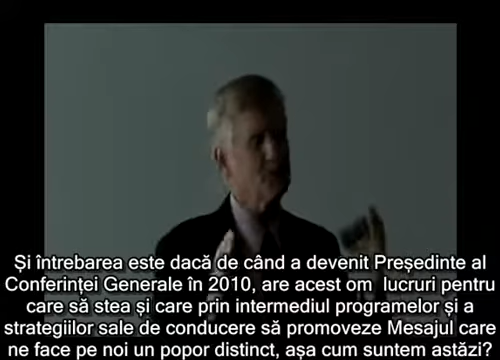 Și întrebarea este dacă de când a devenit Președinte al
Conferinței Generale în 2010, are acest om  lucruri pentru
care să stea și care prin intermediul programelor și a
strategiilor sale de conducere să promoveze Mesajul care
ne face pe noi un popor distinct, așa cum suntem astăzi?